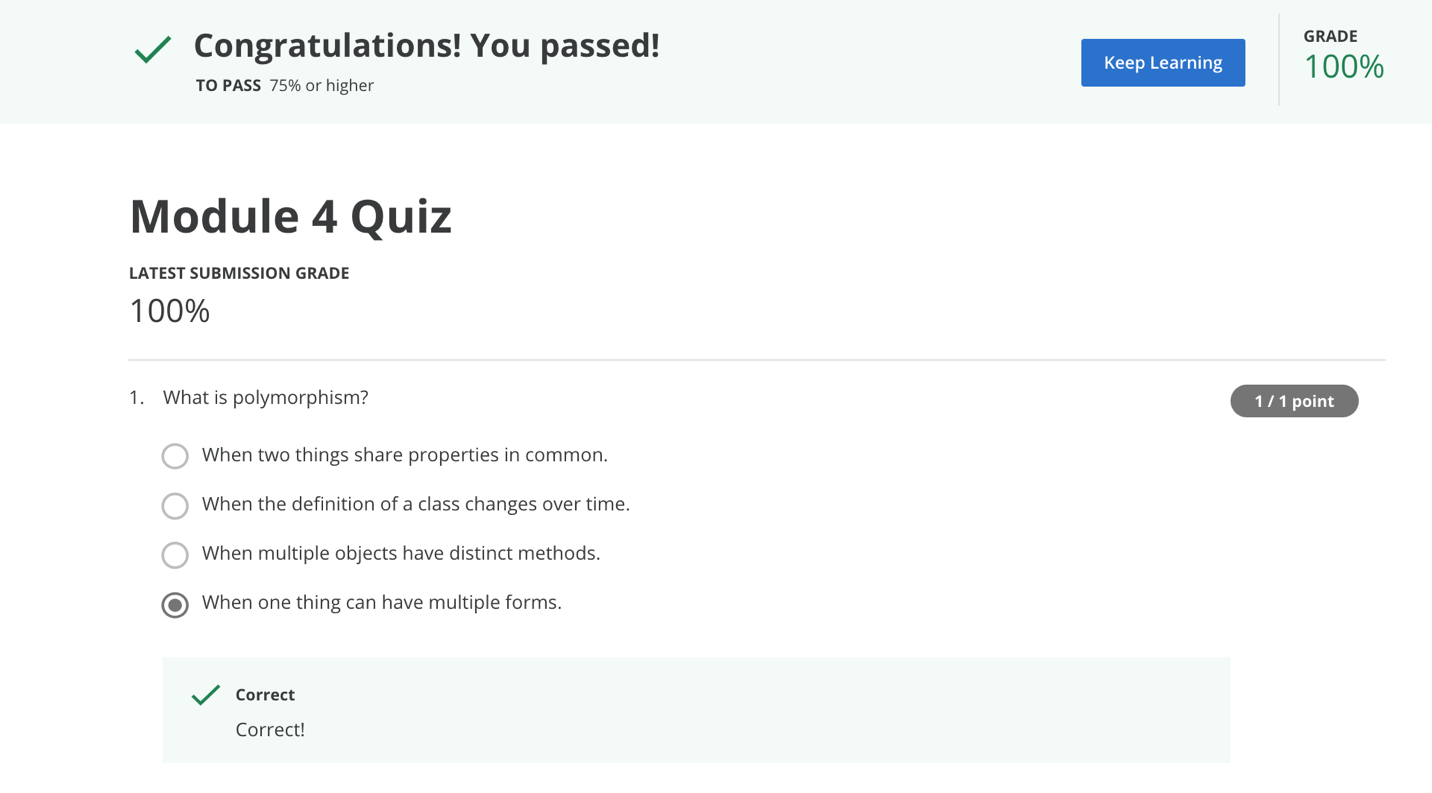 Congratulations! You passed!
TO PASS 75% or higher
Keep Learning
GRADE
100%
Module 4 Quiz
LATEST SUBMISSION GRADE
100%
1. What is polymorphism?
1 / 1 point
When two things share properties in common.
When the definition of a class changes over time.
When multiple objects have distinct methods.
When one thing can have multiple forms.
Correct
Correct!